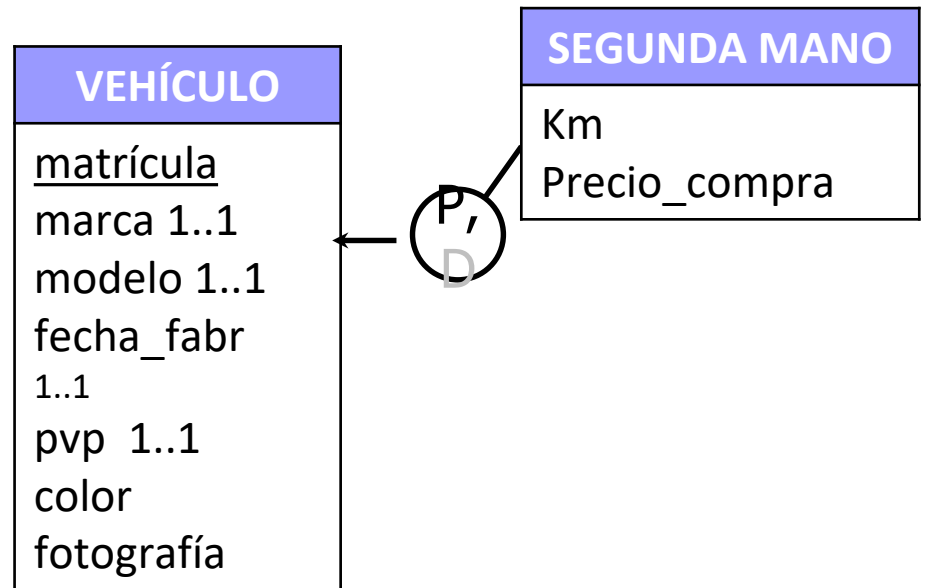 VEHÍCULO
matrícula
marca 1..1
modelo 1..1
fecha_fabr
1..1
pvp 1..1
color
fotografía
P,
D
SEGUNDA MANO
Km
Precio_compra